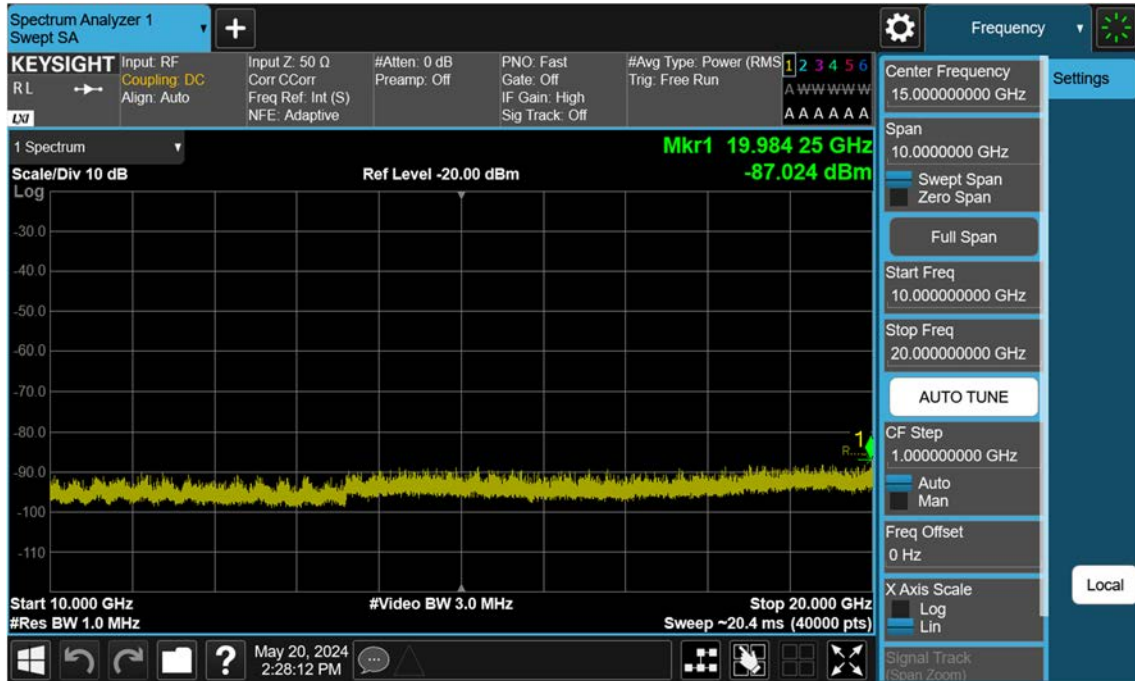 Spectrum Analyzer 1
Swept SA
+
Frequency
KEYSIGHT
RL
LXI
Input: RF
Coupling: DC
Align: Auto
Input Z: 50 Ω
Corr CCorr
Freq Ref: Int (S)
NFE: Adaptive
#Atten: 0 dB
Preamp: Off
PNO: Fast
Gate: Off
IF Gain: High
Sig Track: Off
#Avg Type: Power (RMS
Trig: Free Run
1 2 3 4 5 6
A W W W W W
A A A A A A
1 Spectrum
Mkr1 19.984 25 GHz
Scale/Div 10 dB
Ref Level -20.00 dBm
-87.024 dBm
Log
-30.0
-40.0
-50.0
-60.0
-70.0
-80.0
-90.0
-100
-110
1
Start 10.000 GHz
#Video BW 3.0 MHz
Stop 20.000 GHz
#Res BW 1.0 MHz
Sweep ~20.4 ms (40000 pts)
?
May 20, 2024
2:28:12 PM
Center Frequency
15.000000000 GHz
Span
10.0000000 GHz
Swept Span
Zero Span
Full Span
Start Freq
10.000000000 GHz
Stop Freq
20.000000000 GHz
AUTO TUNE
CF Step
1.000000000 GHz
Auto
Man
Freq Offset
0 Hz
X Axis Scale
Log
Lin
Signal Track
(Span Zoom)
Settings
Local